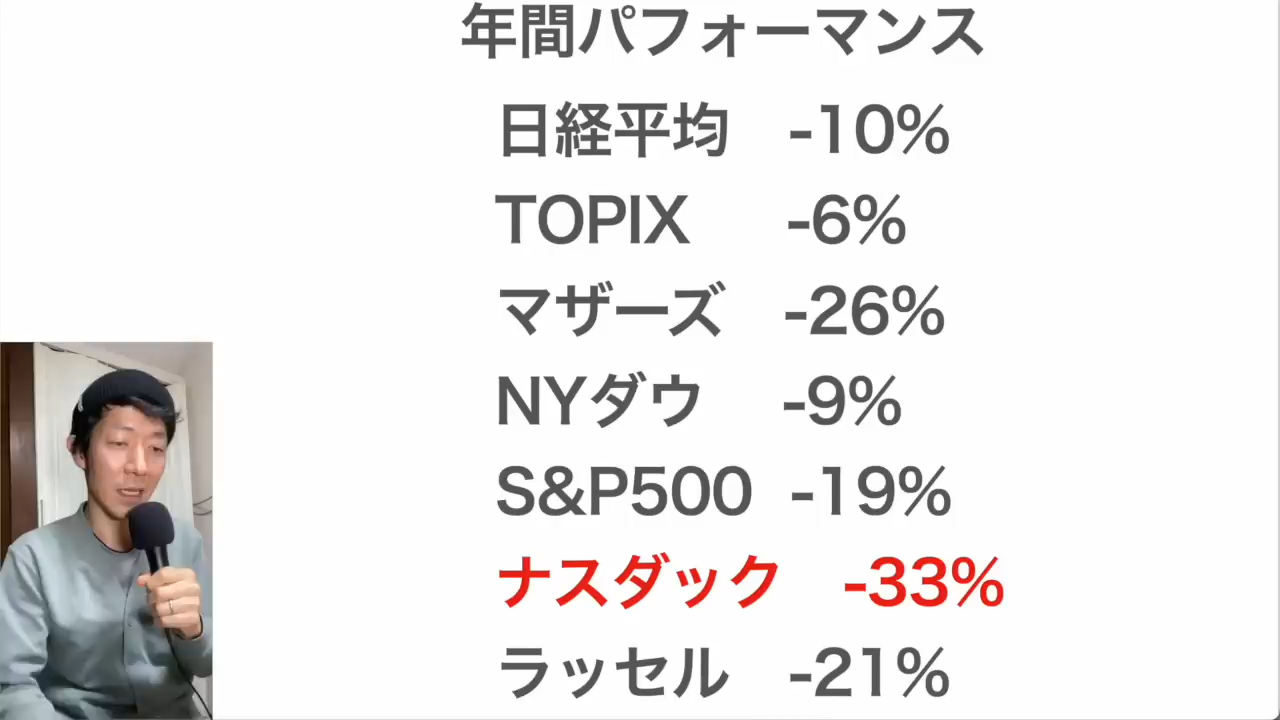 年間パフォーマンス
日経平均 -10%
TOPIX -6%
マザーズ -26%
NYダウ -9%
S&P500 -19%
ナスダック -33%
ラッセル -21%